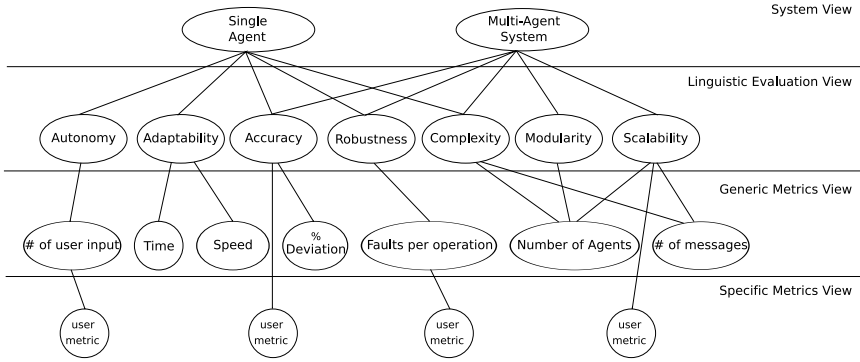 System View
Single
Agent
Multi-Agent
System
Linguistic Evaluation View
Autonomy
Adaptability
Accuracy
Robustness
Complexity
Modularity
Scalability
Generic Metrics View
# of user input
Time
Speed
%
Deviation
Faults per operation
Number of Agents
# of messages
Specific Metrics View
user
metric
user
metric
user
metric
user
metric